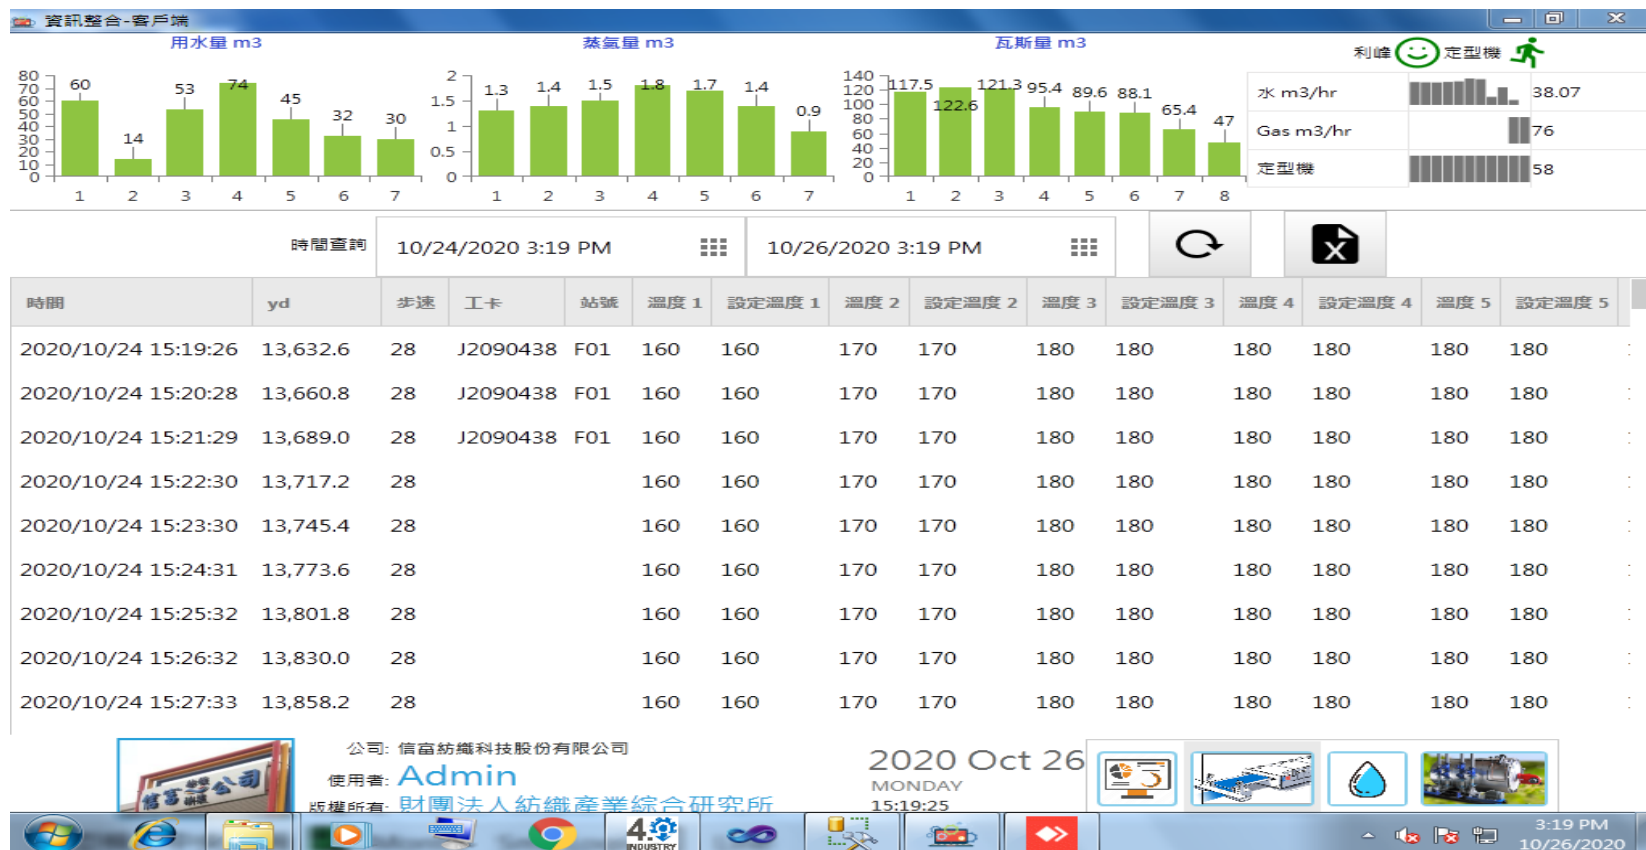 資訊整合-客戶端
用水量 m3
80
70
60
50
40
30
20
10
0
60
14
53
74
45
32
30
1 2 3 4 5 6 7
蒸氣量 m3
2
1.5
1
0.5
0
1.3
1.4
1.5
1.8
1.7
1.4
0.9
1 2 3 4 5 6 7
瓦斯量 m3
140
120
100
80
60
40
20
0
117.5
122.6
121.3
95.4
89.6
88.1
65.4
47
1 2 3 4 5 6 7 8
利峰 定型機
水 m3/hr 38.07
Gas m3/hr 76
定型機 58
時間查詢 10/24/2020 3:19 PM 10/26/2020 3:19 PM
時間 yd 步速 工卡 站號 溫度 1 設定溫度 1 溫度 2 設定溫度 2 溫度 3 設定溫度 3 溫度 4 設定溫度 4 溫度 5 設定溫度 5
2020/10/24 15:19:26 13,632.6 28 J2090438 F01 160 160 170 170 180 180 180 180 180 180
2020/10/24 15:20:28 13,660.8 28 J2090438 F01 160 160 170 170 180 180 180 180 180 180
2020/10/24 15:21:29 13,689.0 28 J2090438 F01 160 160 170 170 180 180 180 180 180 180
2020/10/24 15:22:30 13,717.2 28 160 160 170 170 180 180 180 180 180 180
2020/10/24 15:23:30 13,745.4 28 160 160 170 170 180 180 180 180 180 180
2020/10/24 15:24:31 13,773.6 28 160 160 170 170 180 180 180 180 180 180
2020/10/24 15:25:32 13,801.8 28 160 160 170 170 180 180 180 180 180 180
2020/10/24 15:26:32 13,830.0 28 160 160 170 170 180 180 180 180 180 180
2020/10/24 15:27:33 13,858.2 28 160 160 170 170 180 180 180 180 180 180
公司: 信富紡織科技股份有限公司
使用者: Admin
版權所有: 財團法人紡織產業綜合研究所
2020 Oct 26
MONDAY
15:19:25
4.0
INDUSTRY
3:19 PM
10/26/2020